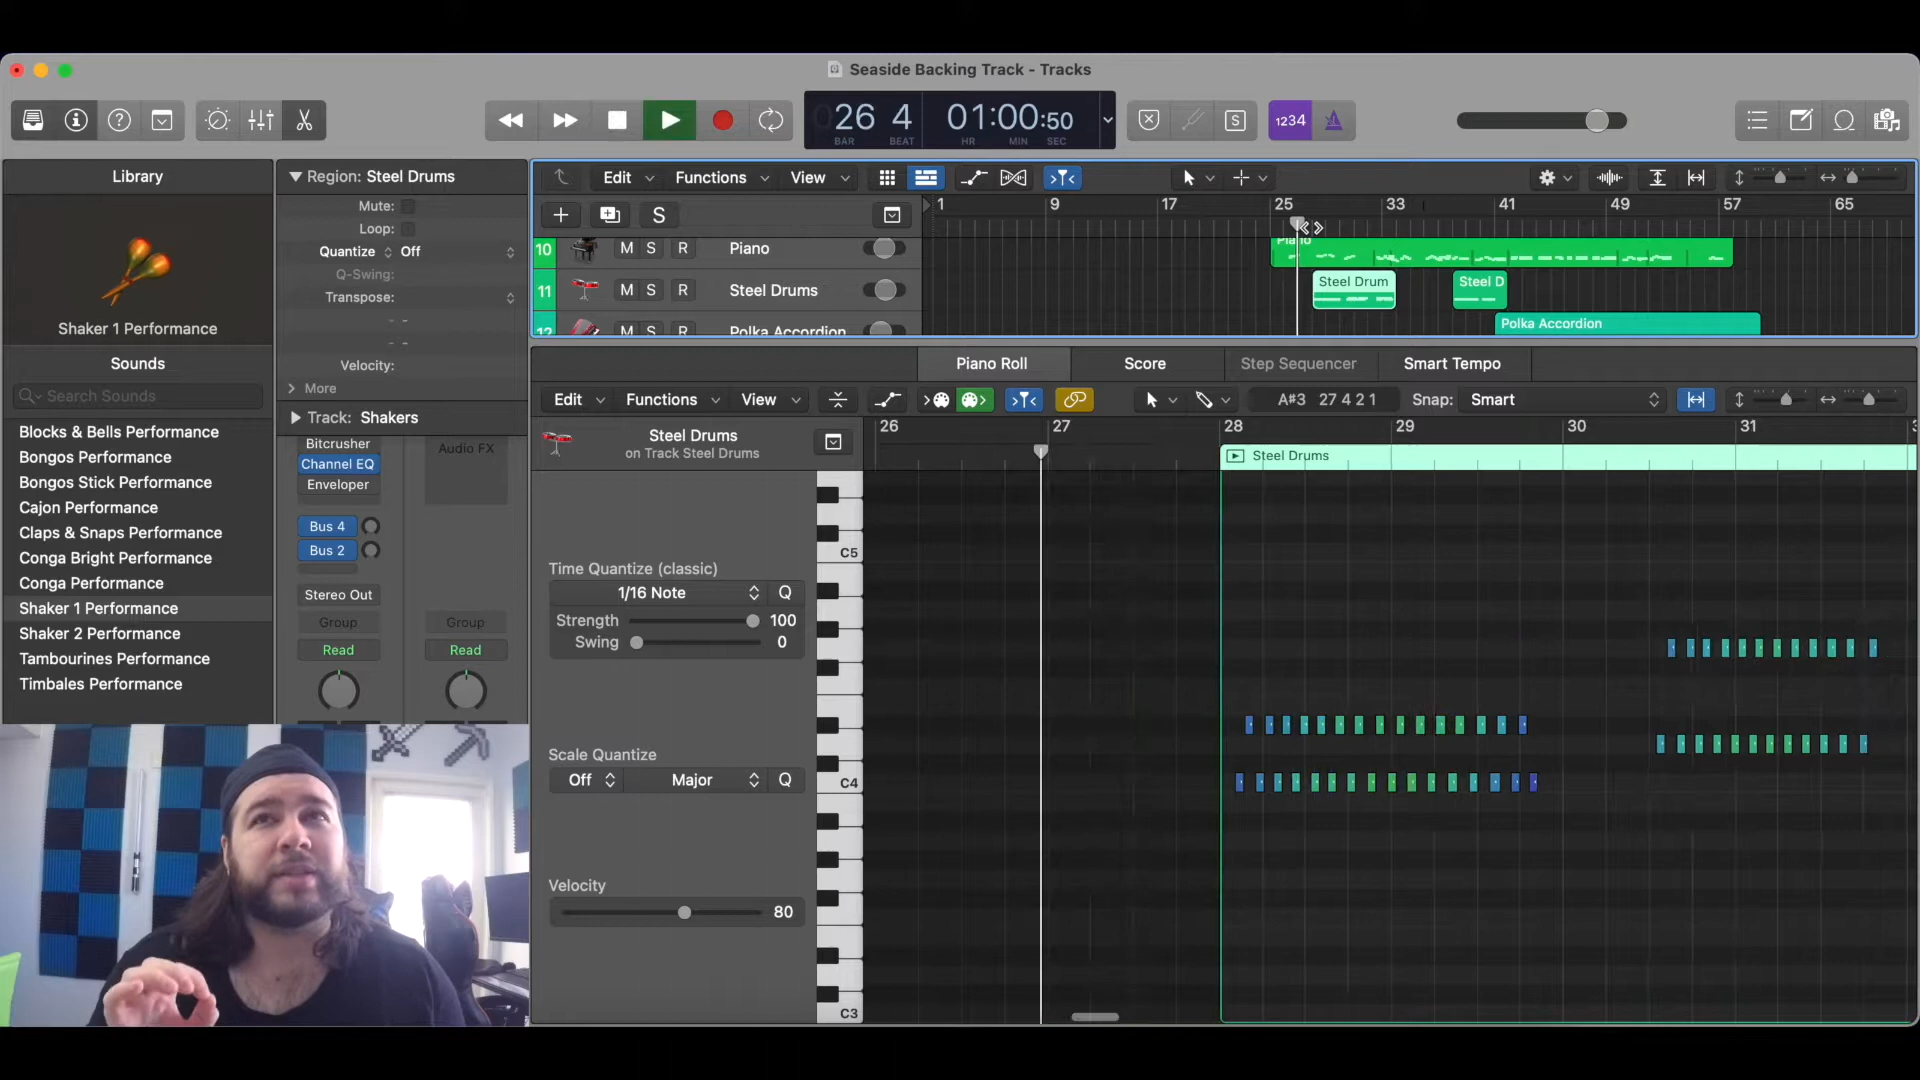 Seaside Backing Track - Tracks
26 4
BAR BEAT
01:00:50
HR MIN SEC
S
1234
Library
Shaker 1 Performance
Sounds
Search Sounds
Blocks & Bells Performance
Bongos Performance
Bongos Stick Performance
Cajon Performance
Claps & Snaps Performance
Conga Bright Performance
Conga Performance
Shaker 1 Performance
Shaker 2 Performance
Tambourines Performance
Timbales Performance
Region: Steel Drums
Mute:
Loop:
Quantize Off
Q-Swing:
Transpose:
Velocity:
More
Track: Shakers
Bitcrusher
Channel EQ
Enveloper
Audio FX
Bus 4
Bus 2
Stereo Out
Group Group
Read Read
Edit Functions View
S
1 9 17 25 33 41 49 57 65
10 M S R Piano
11 M S R Steel Drums
12 M S R Polka Accordion
Piano
Steel Drum
Steel D
Polka Accordion
Piano Roll Score Step Sequencer Smart Tempo
Edit Functions View
A#3 27 4 2 1
Snap: Smart
Steel Drums
on Track Steel Drums
26 27 28 29 30 31
Steel Drums
Time Quantize (classic)
1/16 Note Q
Strength 100
Swing 0
Scale Quantize
Off Major Q
Velocity
80
C5
C4
C3